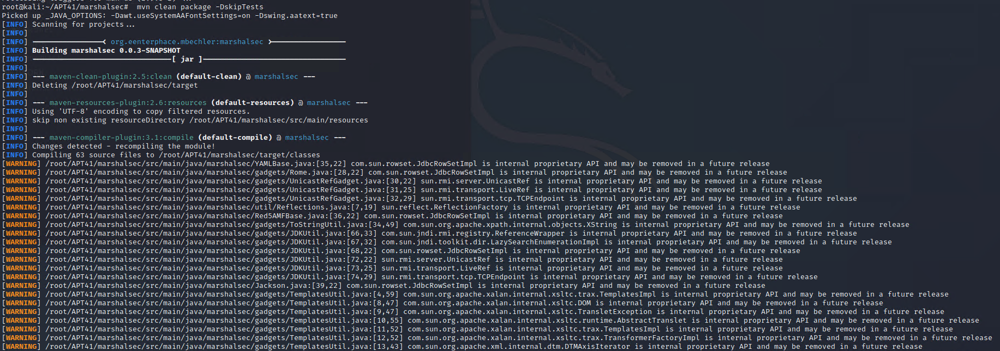 root@kali:~/APT41/marshalsec#  mvn clean package -DskipTests
Picked up _JAVA_OPTIONS: -Dawt.useSystemAAFontSettings=on -Dswing.aatext=true
[INFO] Scanning for projects...
[INFO]
[INFO] ----------------< org.eenterphace.mbechler:marshalsec >-----------------
[INFO] Building marshalsec 0.0.3-SNAPSHOT
[INFO] --------------------------------[ jar ]---------------------------------
[INFO]
[INFO] --- maven-clean-plugin:2.5:clean (default-clean) @ marshalsec ---
[INFO] Deleting /root/APT41/marshalsec/target
[INFO]
[INFO] --- maven-resources-plugin:2.6:resources (default-resources) @ marshalsec ---
[INFO] Using 'UTF-8' encoding to copy filtered resources.
[INFO] skip non existing resourceDirectory /root/APT41/marshalsec/src/main/resources
[INFO]
[INFO] --- maven-compiler-plugin:3.1:compile (default-compile) @ marshalsec ---
[INFO] Changes detected - recompiling the module!
[INFO] Compiling 63 source files to /root/APT41/marshalsec/target/classes
[WARNING] /root/APT41/marshalsec/src/main/java/marshalsec/YAMLBase.java:[35,22] com.sun.rowset.JdbcRowSetImpl is internal proprietary API and may be removed in a future release
[WARNING] /root/APT41/marshalsec/src/main/java/marshalsec/gadgets/Rome.java:[28,22] com.sun.rowset.JdbcRowSetImpl is internal proprietary API and may be removed in a future release
[WARNING] /root/APT41/marshalsec/src/main/java/marshalsec/gadgets/UnicastRefGadget.java:[30,22] sun.rmi.server.UnicastRef is internal proprietary API and may be removed in a future release
[WARNING] /root/APT41/marshalsec/src/main/java/marshalsec/gadgets/UnicastRefGadget.java:[31,25] sun.rmi.transport.LiveRef is internal proprietary API and may be removed in a future release
[WARNING] /root/APT41/marshalsec/src/main/java/marshalsec/gadgets/UnicastRefGadget.java:[32,29] sun.rmi.transport.tcp.TCPEndpoint is internal proprietary API and may be removed in a future release
[WARNING] /root/APT41/marshalsec/src/main/java/marshalsec/util/Reflections.java:[7,19] sun.reflect.ReflectionFactory is internal proprietary API and may be removed in a future release
[WARNING] /root/APT41/marshalsec/src/main/java/marshalsec/Red5AMFBase.java:[36,22] com.sun.rowset.JdbcRowSetImpl is internal proprietary API and may be removed in a future release
[WARNING] /root/APT41/marshalsec/src/main/java/marshalsec/gadgets/ToStringUtil.java:[34,49] com.sun.org.apache.xpath.internal.objects.XString is internal proprietary API and may be removed in a future release
[WARNING] /root/APT41/marshalsec/src/main/java/marshalsec/gadgets/JDKUtil.java:[66,33] com.sun.jndi.rmi.registry.ReferenceWrapper is internal proprietary API and may be removed in a future release
[WARNING] /root/APT41/marshalsec/src/main/java/marshalsec/gadgets/JDKUtil.java:[67,32] com.sun.jndi.toolkit.dir.LazySearchEnumerationImpl is internal proprietary API and may be removed in a future release
[WARNING] /root/APT41/marshalsec/src/main/java/marshalsec/gadgets/JDKUtil.java:[68,22] com.sun.rowset.JdbcRowSetImpl is internal proprietary API and may be removed in a future release
[WARNING] /root/APT41/marshalsec/src/main/java/marshalsec/gadgets/JDKUtil.java:[72,22] sun.rmi.server.UnicastRef is internal proprietary API and may be removed in a future release
[WARNING] /root/APT41/marshalsec/src/main/java/marshalsec/gadgets/JDKUtil.java:[73,25] sun.rmi.transport.LiveRef is internal proprietary API and may be removed in a future release
[WARNING] /root/APT41/marshalsec/src/main/java/marshalsec/gadgets/JDKUtil.java:[74,29] sun.rmi.transport.tcp.TCPEndpoint is internal proprietary API and may be removed in a future release
[WARNING] /root/APT41/marshalsec/src/main/java/marshalsec/Jackson.java:[39,22] com.sun.rowset.JdbcRowSetImpl is internal proprietary API and may be removed in a future release
[WARNING] /root/APT41/marshalsec/src/main/java/marshalsec/gadgets/TemplatesUtil.java:[4,59] com.sun.org.apache.xalan.internal.xsltc.trax.TemplatesImpl is internal proprietary API and may be removed in a future release
[WARNING] /root/APT41/marshalsec/src/main/java/marshalsec/gadgets/TemplatesUtil.java:[8,47] com.sun.org.apache.xalan.internal.xsltc.DOM is internal proprietary API and may be removed in a future release
[WARNING] /root/APT41/marshalsec/src/main/java/marshalsec/gadgets/TemplatesUtil.java:[9,47] com.sun.org.apache.xalan.internal.xsltc.TransletException is internal proprietary API and may be removed in a future release
[WARNING] /root/APT41/marshalsec/src/main/java/marshalsec/gadgets/TemplatesUtil.java:[10,55] com.sun.org.apache.xalan.internal.xsltc.runtime.AbstractTranslet is internal proprietary API and may be removed in a future release
[WARNING] /root/APT41/marshalsec/src/main/java/marshalsec/gadgets/TemplatesUtil.java:[11,52] com.sun.org.apache.xalan.internal.xsltc.trax.TemplatesImpl is internal proprietary API and may be removed in a future release
[WARNING] /root/APT41/marshalsec/src/main/java/marshalsec/gadgets/TemplatesUtil.java:[12,52] com.sun.org.apache.xalan.internal.xsltc.trax.TransformerFactoryImpl is internal proprietary API and may be removed in a future release
[WARNING] /root/APT41/marshalsec/src/main/java/marshalsec/gadgets/TemplatesUtil.java:[13,43] com.sun.org.apache.xml.internal.dtm.DTMAxisIterator is internal proprietary API and may be removed in a future release